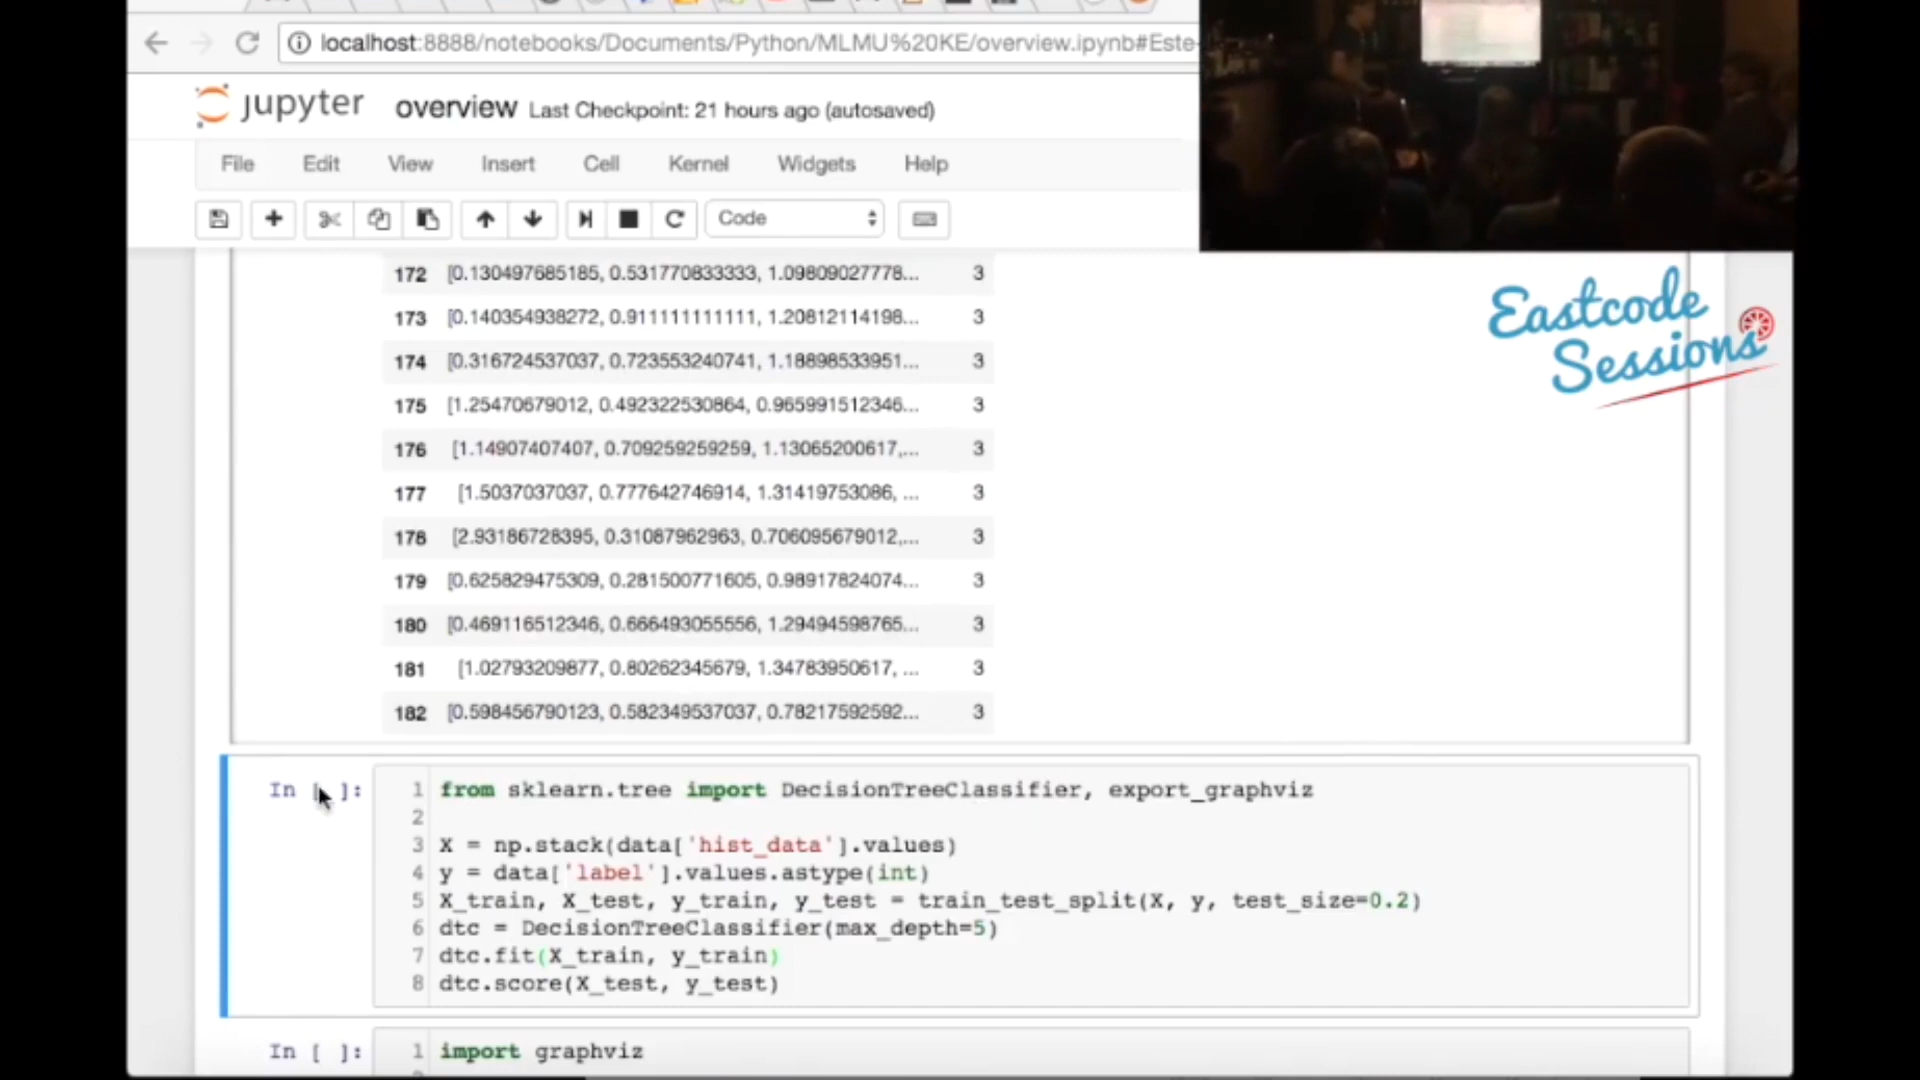 localhost:8888/notebooks/Documents/Python/MLMU%20KE/overview.ipynb#Este-
jupyter overview Last Checkpoint: 21 hours ago (autosaved)
File Edit View Insert Cell Kernel Widgets Help
Code
172 [0.130497685185, 0.531770833333, 1.09809027778... 3
173 [0.140354938272, 0.911111111111, 1.20812114198... 3
174 [0.316724537037, 0.723553240741, 1.18898533951... 3
175 [1.25470679012, 0.492322530864, 0.965991512346... 3
176 [1.14907407407, 0.709259259259, 1.13065200617,... 3
177 [1.5037037037, 0.777642746914, 1.31419753086, ... 3
178 [2.93186728395, 0.31087962963, 0.706095679012,... 3
179 [0.625829475309, 0.281500771605, 0.98917824074... 3
180 [0.469116512346, 0.666493055556, 1.29494598765... 3
181 [1.02793209877, 0.80262345679, 1.34783950617, ... 3
182 [0.598456790123, 0.582349537037, 0.78217592592... 3
Eastcode
Sessions
In [ ]: 1 from sklearn.tree import DecisionTreeClassifier, export_graphviz
2
3 X = np.stack(data['hist_data'].values)
4 y = data['label'].values.astype(int)
5 X_train, X_test, y_train, y_test = train_test_split(X, y, test_size=0.2)
6 dtc = DecisionTreeClassifier(max_depth=5)
7 dtc.fit(X_train, y_train)
8 dtc.score(X_test, y_test)
In [ ]: 1 import graphviz